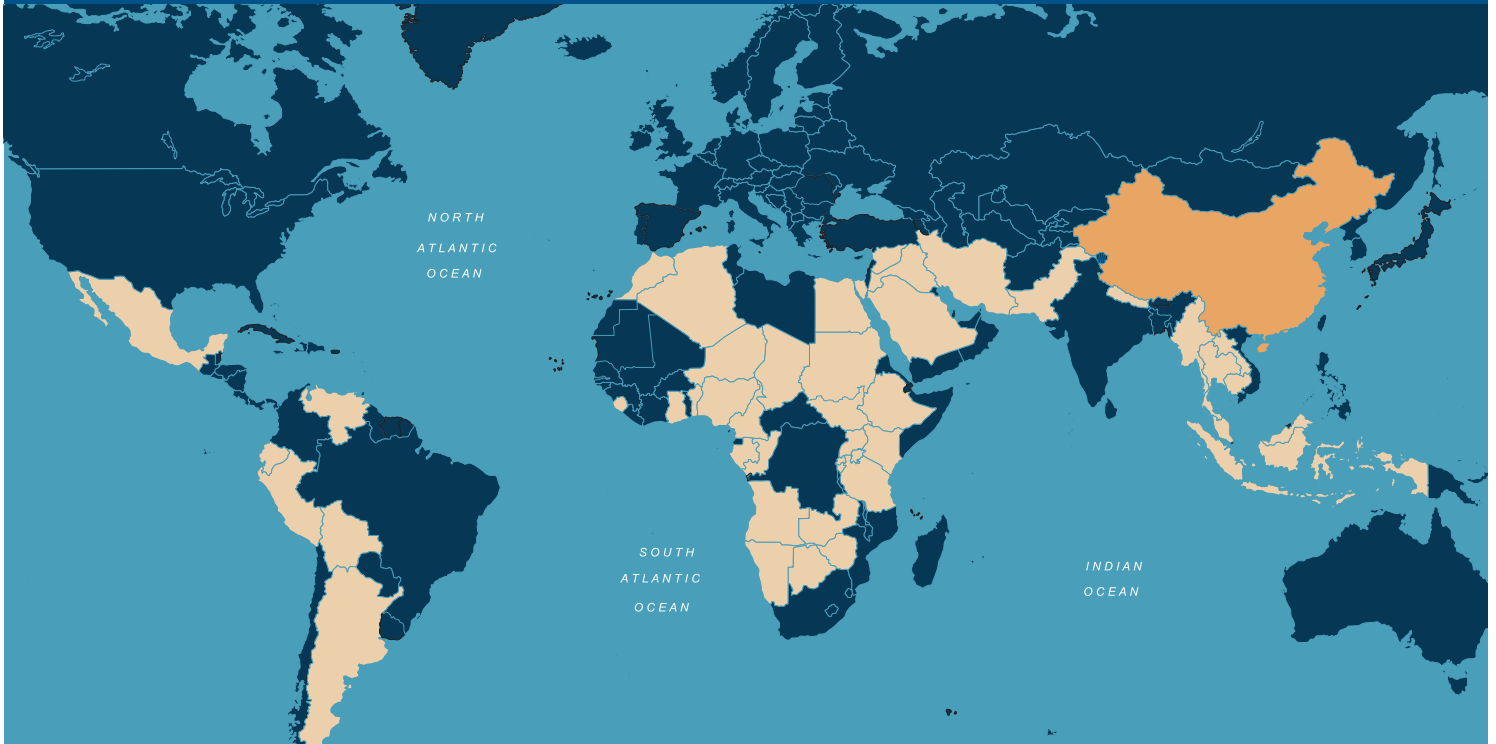 NORTH
ATLANTIC
OCEAN
SOUTH
ATLANTIC
OCEAN
INDIAN
OCEAN